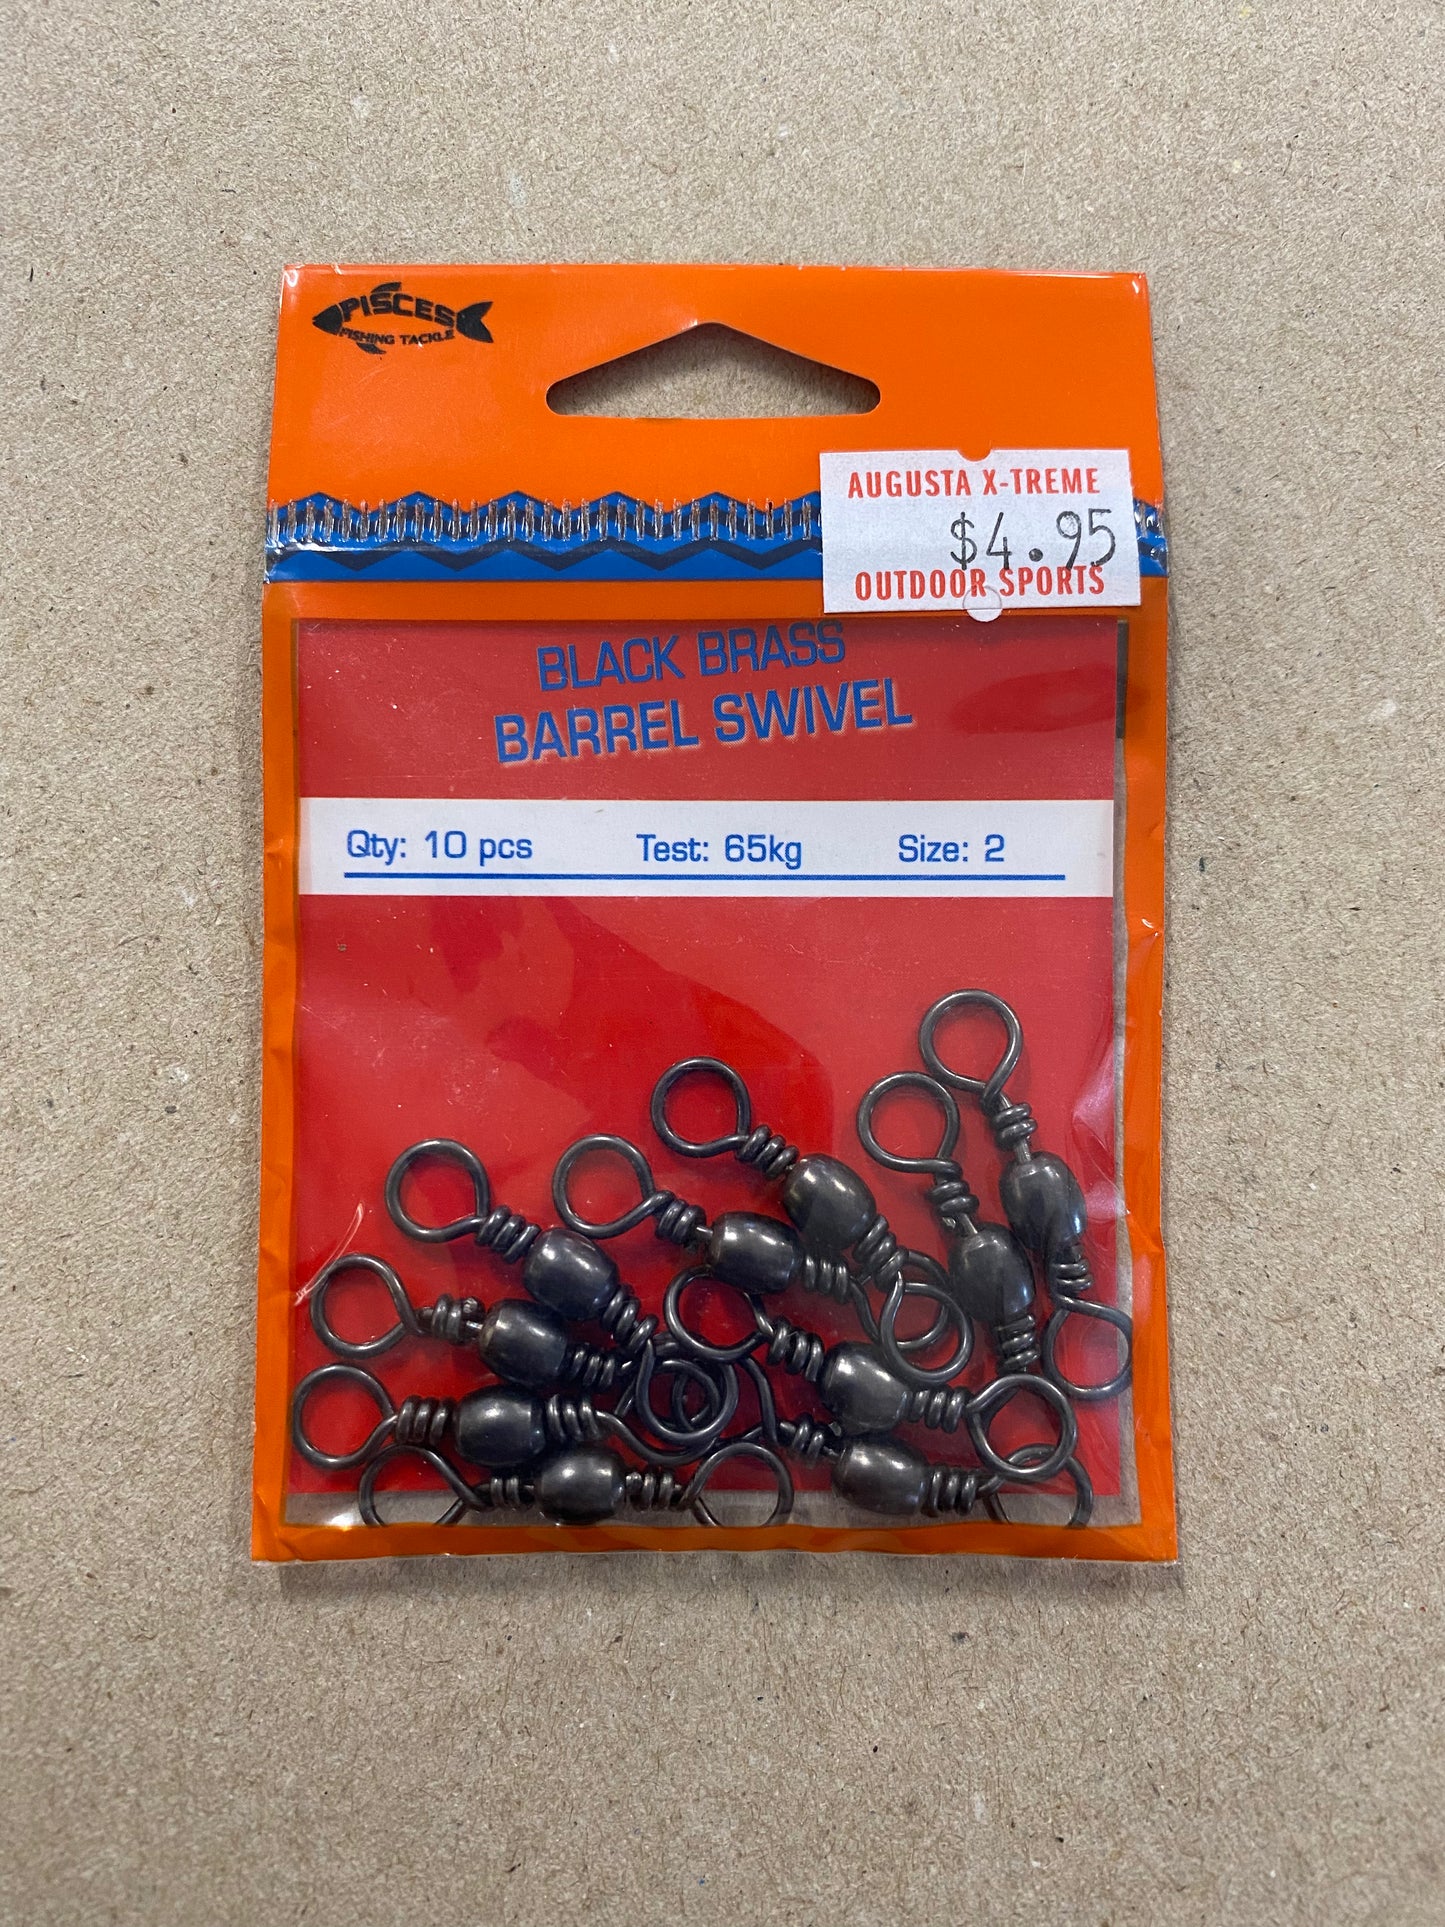 PISCES
FISHING TACKLE
AUGUSTA X-TREME
$4.95
OUTDOOR SPORTS
BLACK BRASS
BARREL SWIVEL
Qty: 10 pcs Test: 65kg Size: 2